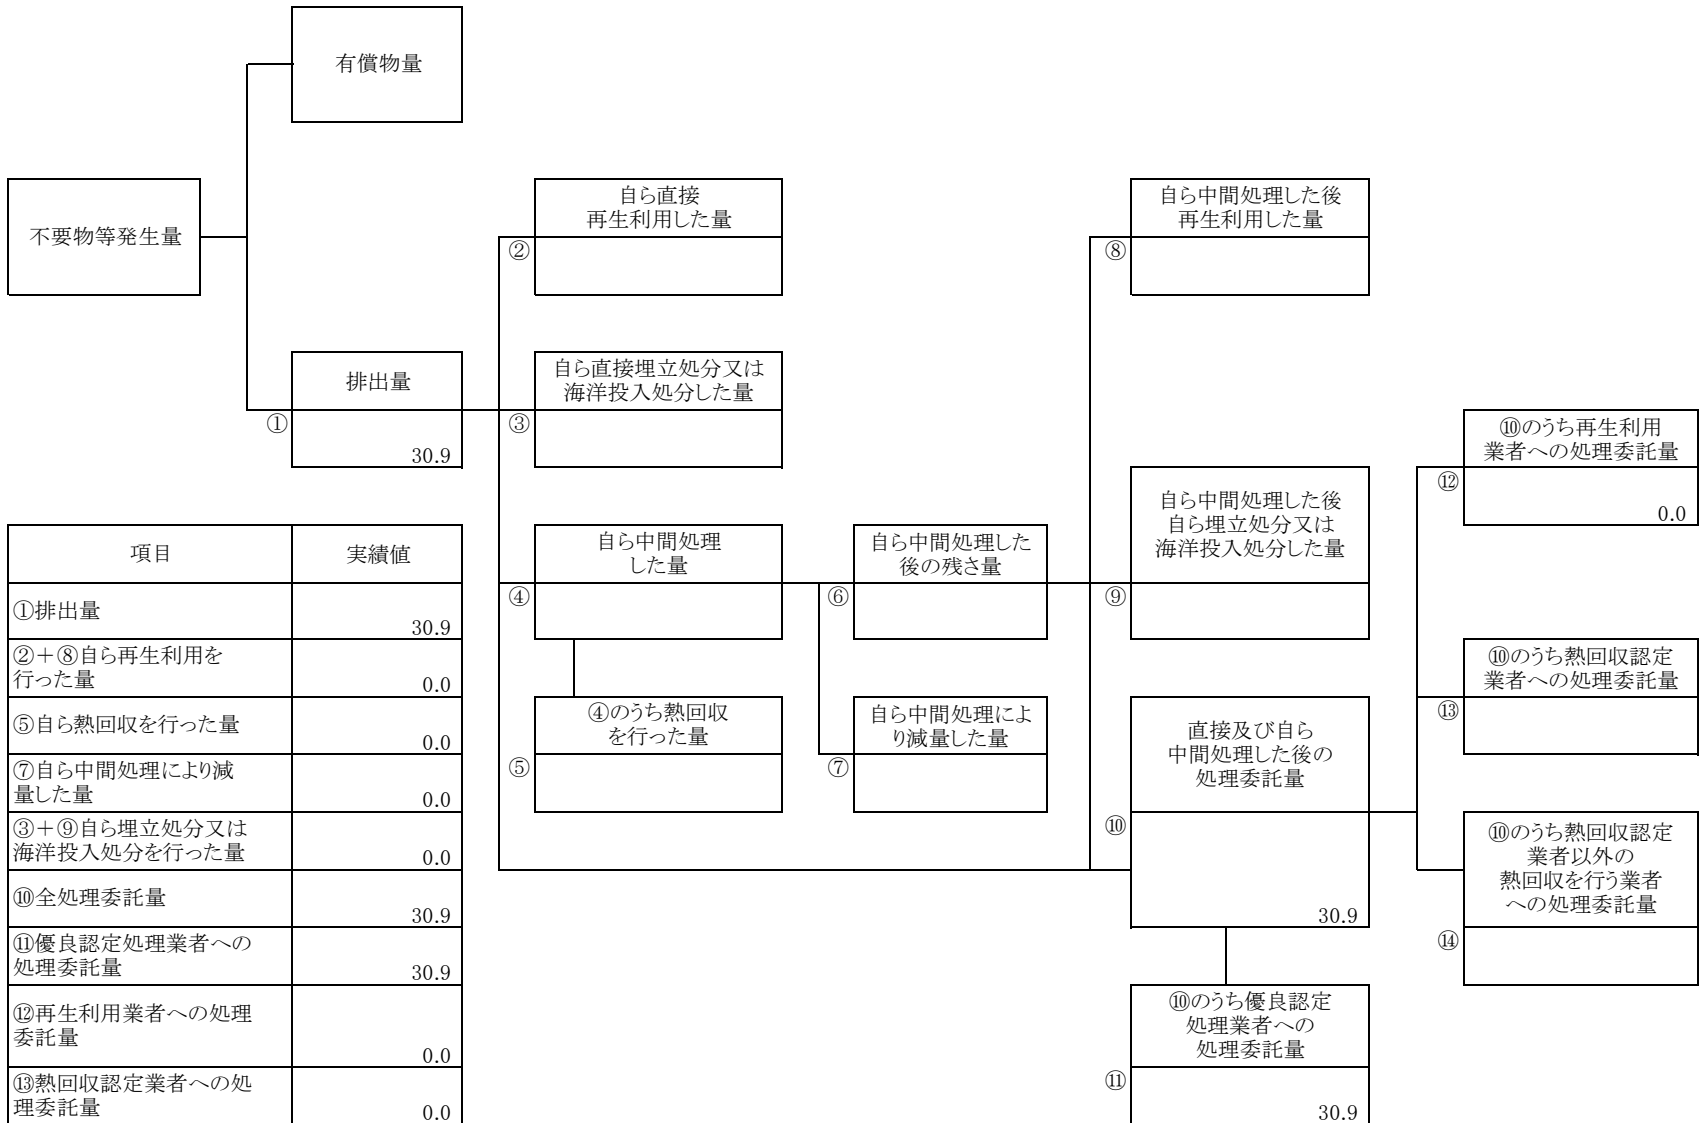 有償物量
不要物等発生量
自ら直接
再生利用した量
②
自ら中間処理した後
再生利用した量
⑧
排出量
①
30.9
自ら直接埋立処分又は
海洋投入処分した量
③
⑩のうち再生利用
業者への処理委託量
⑫
0.0
自ら中間処理
した量
④
自ら中間処理した
後の残さ量
⑥
自ら中間処理した後
自ら埋立処分又は
海洋投入処分した量
⑨
⑩のうち熱回収認定
業者への処理委託量
⑬
④のうち熱回収
を行った量
⑤
自ら中間処理によ
り減量した量
⑦
直接及び自ら
中間処理した後の
処理委託量
⑩
30.9
⑩のうち熱回収認定
業者以外の
熱回収を行う業者
への処理委託量
⑭
⑩のうち優良認定
処理業者への
処理委託量
⑪
30.9
項目 実績値
①排出量
30.9
②＋⑧自ら再生利用を
行った量
0.0
⑤自ら熱回収を行った量
0.0
⑦自ら中間処理により減
量した量
0.0
③＋⑨自ら埋立処分又は
海洋投入処分を行った量
0.0
⑩全処理委託量
30.9
⑪優良認定処理業者への
処理委託量
30.9
⑫再生利用業者への処理
委託量
0.0
⑬熱回収認定業者への処
理委託量
0.0